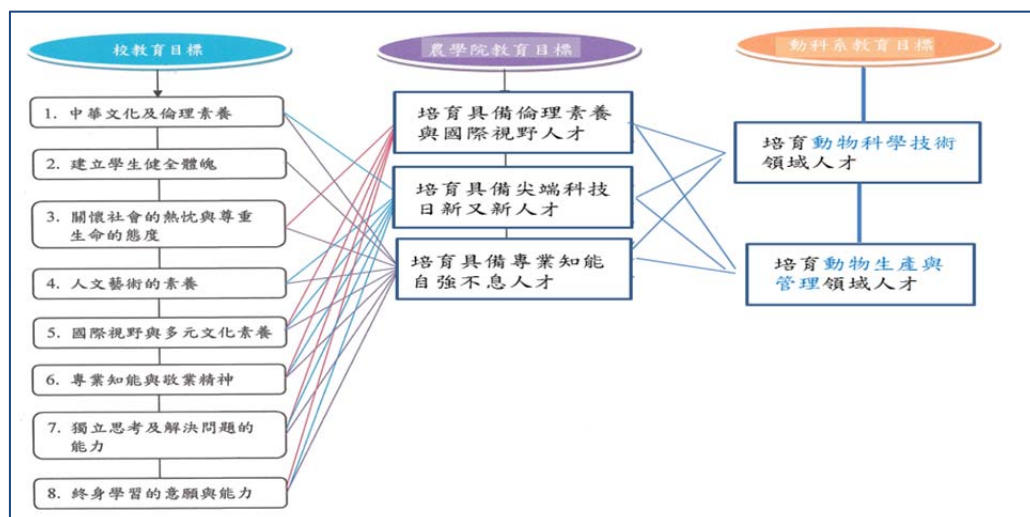 校教育目標
1. 中華文化及倫理素養
2. 建立學生健全體魄
3. 關懷社會的熱忱與尊重
生命的態度
4. 人文藝術的素養
5. 國際視野與多元文化素養
6. 專業知能與敬業精神
7. 獨立思考及解決問題的
能力
8. 終身學習的意願與能力
農學院教育目標
培育具備倫理素養
與國際視野人才
培育具備尖端科技
日新又新人才
培育具備專業知能
自強不息人才
動科系教育目標
培育動物科學技術
領域人才
培育動物生產與
管理領域人才